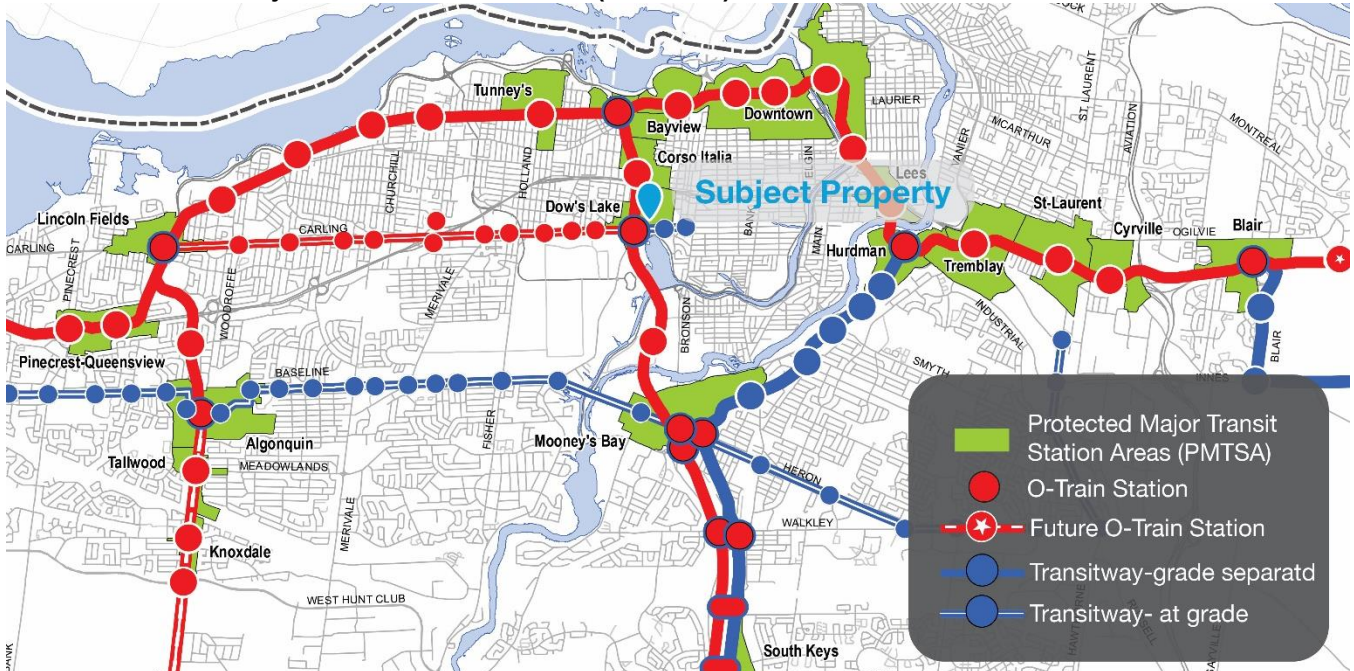 LAURIER
ST. LAURENT
AVIATION
MONTREAL
MCARTHUR
VANIER
Tunney's
Bayview
Downtown
Corso Italia
ELGIN
HOLLAND
CHURCHILL
Lees
Subject Property
Dow's Lake
St-Laurent
Cyrville
Blair
OGILVIE
Lincoln Fields
CARLING
CARLING
MAIN
Hurdman
Tremblay
PINECREST
WOODROFFE
MERIVALE
BRONSON
INDUSTRIAL
Pinecrest-Queensview
BASELINE
SMYTH
BLAIR
INNES
FISHER
Mooney's Bay
Algonquin
Tallwood
MEADOWLANDS
HERON
WALKLEY
Knoxdale
MERIVALE
WEST HUNT CLUB
South Keys
Protected Major Transit
Station Areas (PMTSA)
O-Train Station
Future O-Train Station
Transitway-grade separatd
Transitway- at grade